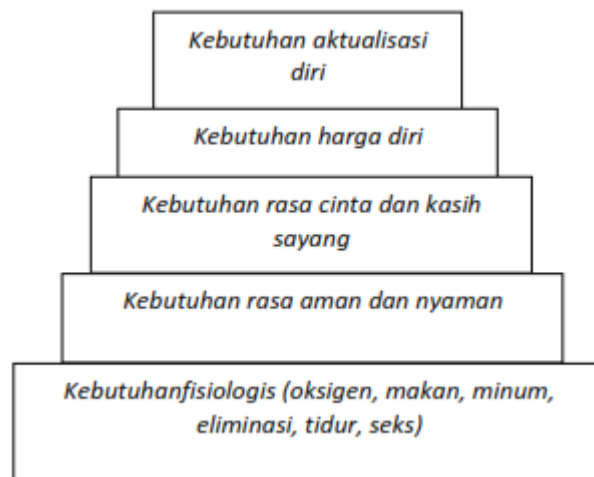 Kebutuhan aktualisasi
diri
Kebutuhan harga diri
Kebutuhan rasa cinta dan kasih
sayang
Kebutuhan rasa aman dan nyaman
Kebutuhanfisiologis (oksigen, makan, minum,
eliminasi, tidur, seks)